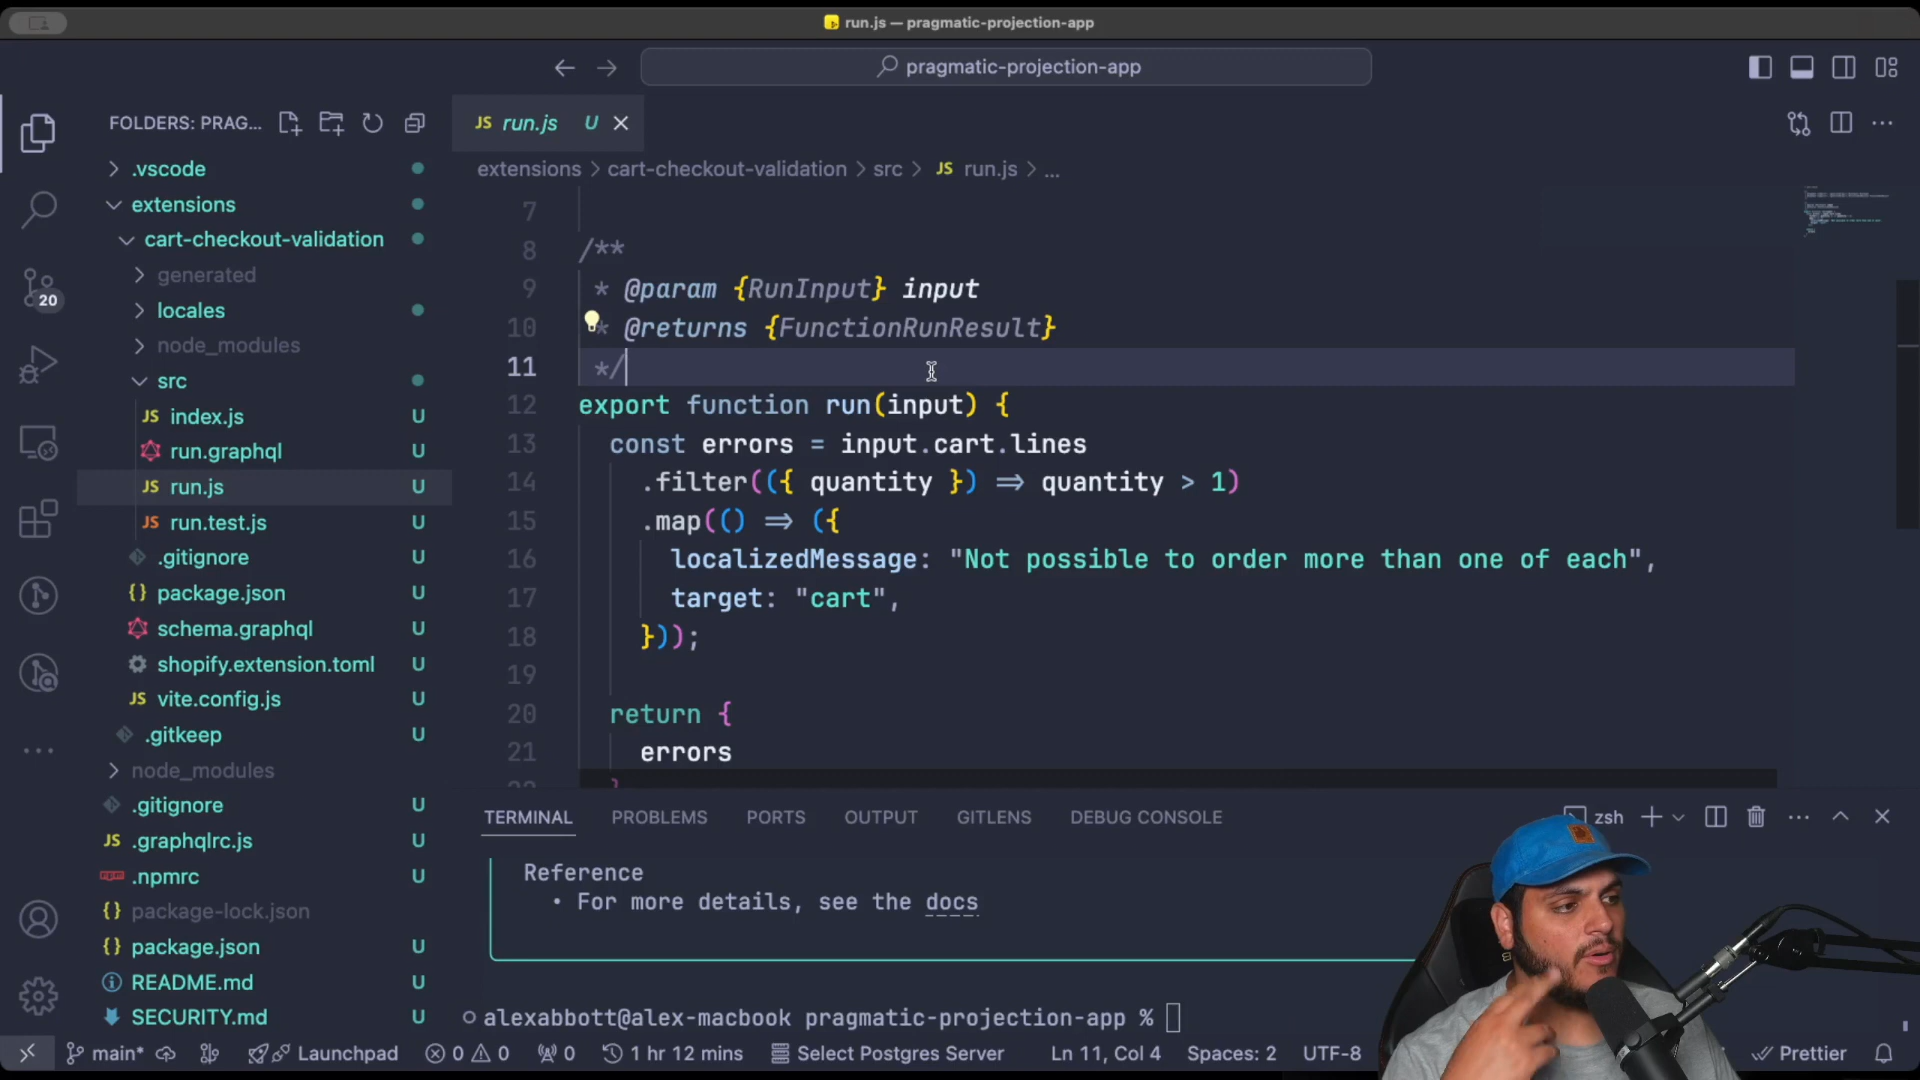 run.js — pragmatic-projection-app
pragmatic-projection-app
FOLDERS: PRAG...
JS run.js U
.vscode
extensions > cart-checkout-validation > src > JS run.js > ...
extensions
cart-checkout-validation
generated
locales
node_modules
src
JS index.js U
run.graphql U
JS run.js U
JS run.test.js U
.gitignore U
{} package.json U
schema.graphql U
shopify.extension.toml U
JS vite.config.js U
.gitkeep U
node_modules
.gitignore U
JS .graphqlrc.js U
.npmrc U
{} package-lock.json
{} package.json U
README.md U
SECURITY.md U
20
7
8 /**
9 * @param {RunInput} input
10 * @returns {FunctionRunResult}
11 */
12 export function run(input) {
13 const errors = input.cart.lines
14 .filter(({ quantity }) => quantity > 1)
15 .map(() => ({
16 localizedMessage: "Not possible to order more than one of each",
17 target: "cart",
18 }));
19
20 return {
21 errors
TERMINAL PROBLEMS PORTS OUTPUT GITLENS DEBUG CONSOLE zsh
Reference
• For more details, see the docs
alexabbott@alex-macbook pragmatic-projection-app %
main* Launchpad 0 0 0 1 hr 12 mins Select Postgres Server Ln 11, Col 4 Spaces: 2 UTF-8 Prettier